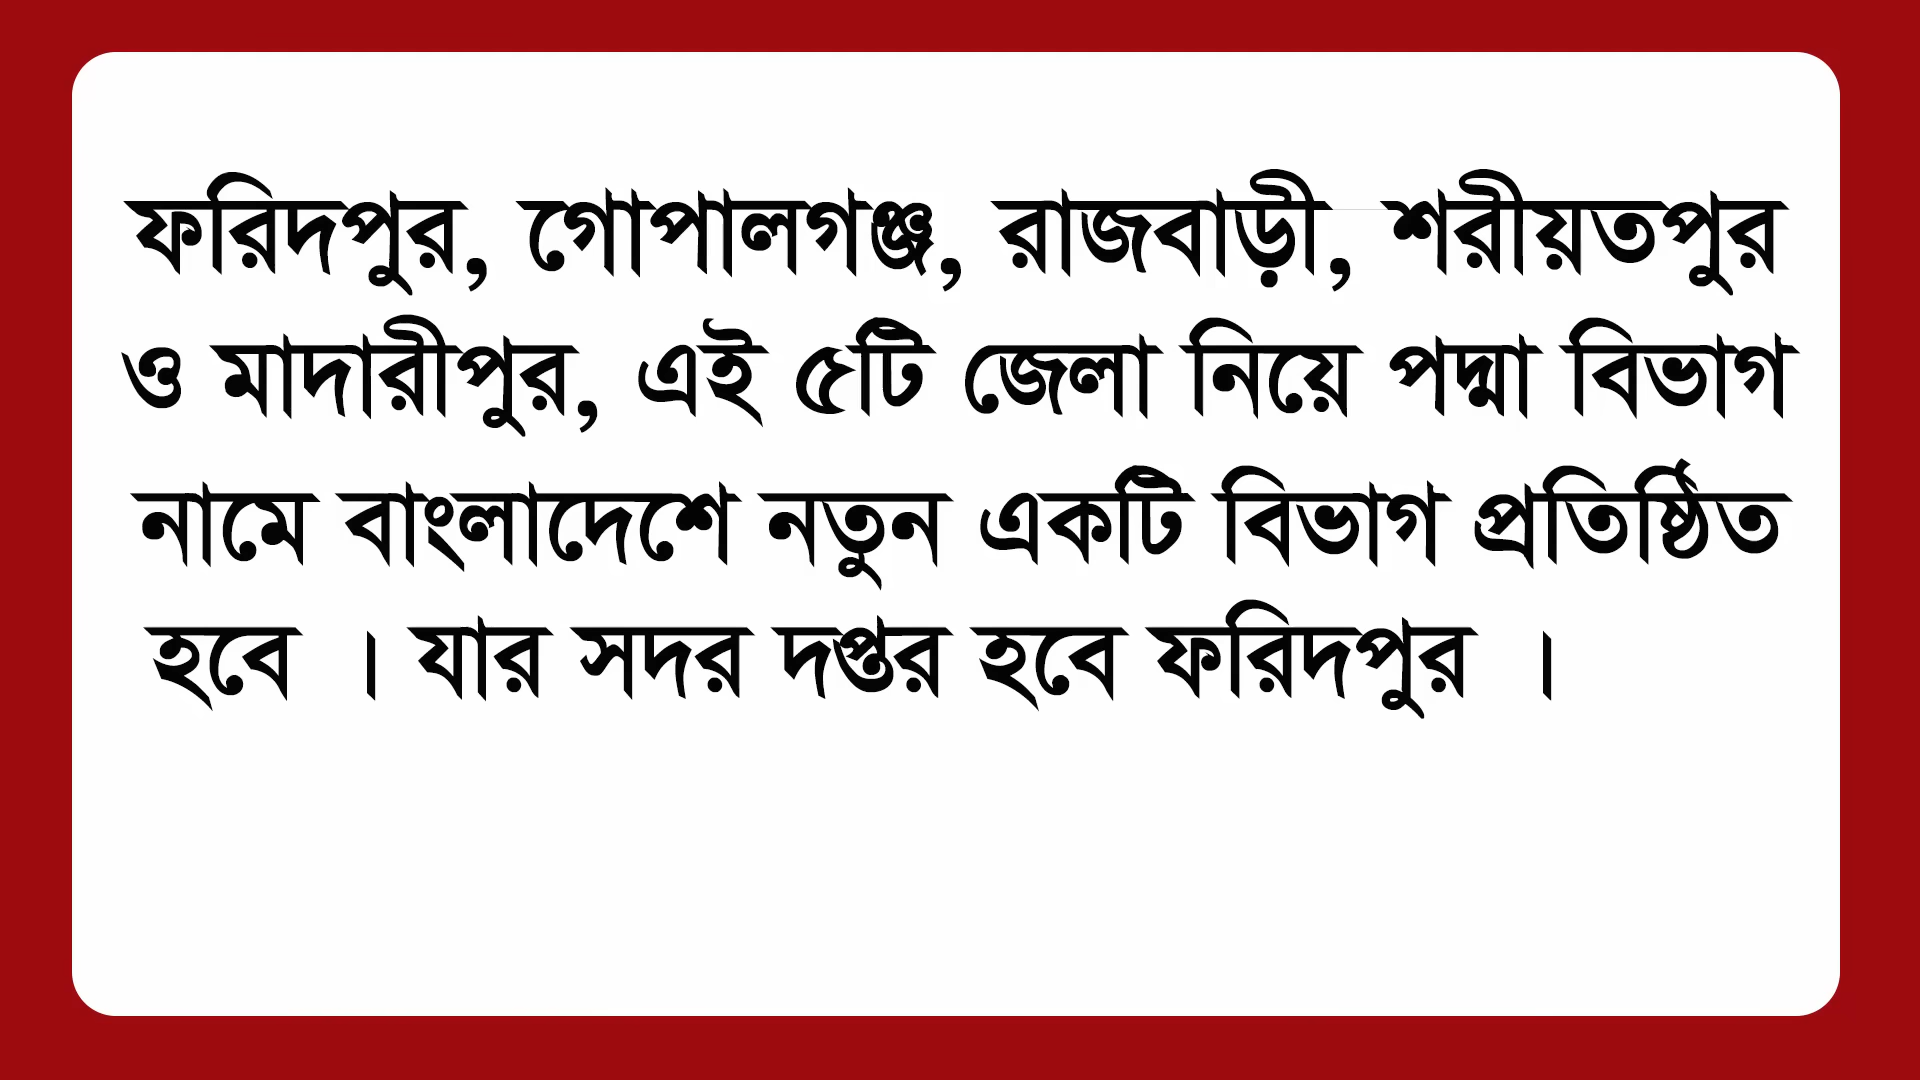 ফরিদপুর, গোপালগঞ্জ, রাজবাড়ী, শরীয়তপুর
ও মাদারীপুর, এই ৫টি জেলা নিয়ে পদ্মা বিভাগ
নামে বাংলাদেশে নতুন একটি বিভাগ প্রতিষ্ঠিত
হবে । যার সদর দপ্তর হবে ফরিদপুর ।